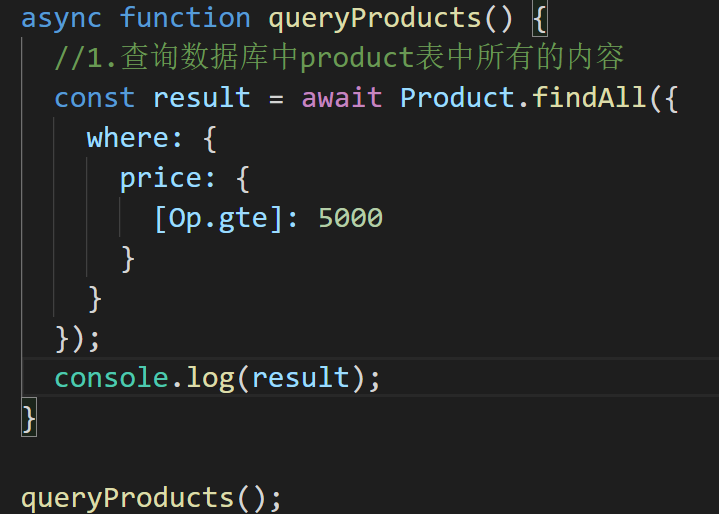 async function queryProducts() {
  //1.查询数据库中product表中所有的内容
  const result = await Product.findAll({
    where: {
      price: {
        [Op.gte]: 5000
      }
    }
  });
  console.log(result);
}
queryProducts();